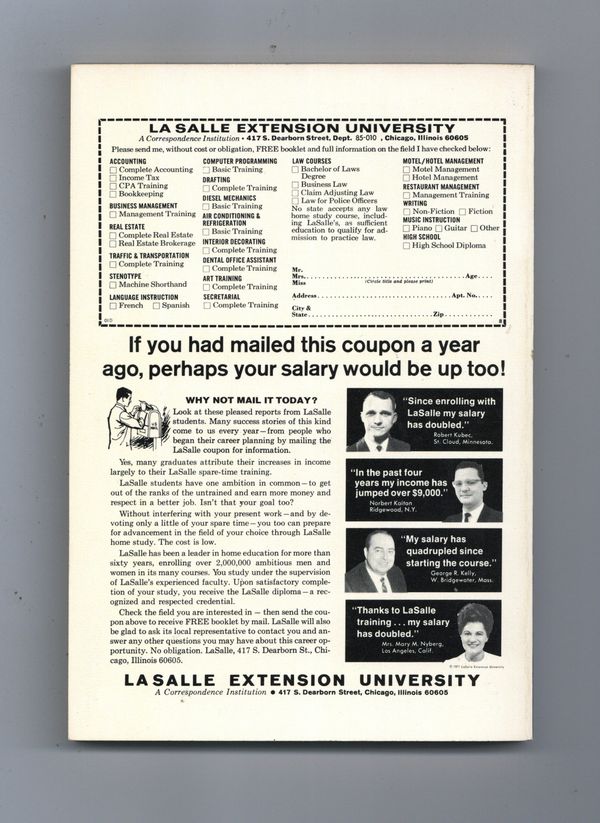 LA SALLE EXTENSION UNIVERSITY
A Correspondence Institution • 417 S. Dearborn Street, Dept. 85-010 , Chicago, Illinois 60605
Please send me, without cost or obligation, FREE booklet and full information on the field I have checked below:
ACCOUNTING
Complete Accounting
Income Tax
CPA Training
Bookkeeping
BUSINESS MANAGEMENT
Management Training
REAL ESTATE
Complete Real Estate
Real Estate Brokerage
TRAFFIC & TRANSPORTATION
Complete Training
STENOTYPE
Machine Shorthand
LANGUAGE INSTRUCTION
French Spanish
COMPUTER PROGRAMMING
Basic Training
DRAFTING
Complete Training
DIESEL MECHANICS
Basic Training
AIR CONDITIONING &
REFRIGERATION
Basic Training
INTERIOR DECORATING
Complete Training
DENTAL OFFICE ASSISTANT
Complete Training
ART TRAINING
Complete Training
SECRETARIAL
Complete Training
LAW COURSES
Bachelor of Laws
Degree
Business Law
Claim Adjusting Law
Law for Police Officers
No state accepts any law
home study course, includ-
ing LaSalle's, as sufficient
education to qualify for ad-
mission to practice law.
MOTEL/HOTEL MANAGEMENT
Motel Management
Hotel Management
RESTAURANT MANAGEMENT
Management Training
WRITING
Non-Fiction Fiction
MUSIC INSTRUCTION
Piano Guitar Other
HIGH SCHOOL
High School Diploma
Mr.
Mrs. Age
Miss (Circle title and please print)
Address Apt. No.
City &
State Zip
If you had mailed this coupon a year
ago, perhaps your salary would be up too!
WHY NOT MAIL IT TODAY?
Look at these pleased reports from LaSalle
students. Many success stories of this kind
come to us every year—from people who
began their career planning by mailing the
LaSalle coupon for information.
Yes, many graduates attribute their increases in income
largely to their LaSalle spare-time training.
LaSalle students have one ambition in common—to get
out of the ranks of the untrained and earn more money and
respect in a better job. Isn't that your goal too?
Without interfering with your present work—and by de-
voting only a little of your spare time—you too can prepare
for advancement in the field of your choice through LaSalle
home study. The cost is low.
LaSalle has been a leader in home education for more than
sixty years, enrolling over 2,000,000 ambitious men and
women in its many courses. You study under the supervision
of LaSalle's experienced faculty. Upon satisfactory comple-
tion of your study, you receive the LaSalle diploma—a rec-
ognized and respected credential.
Check the field you are interested in — then send the cou-
pon above to receive FREE booklet by mail. LaSalle will also
be glad to ask its local representative to contact you and an-
swer any other questions you may have about this career op-
portunity. No obligation. LaSalle, 417 S. Dearborn St., Chi-
cago, Illinois 60605.
"Since enrolling with
LaSalle my salary
has doubled."
Robert Kubec,
St. Cloud, Minnesota.
"In the past four
years my income has
jumped over $9,000."
Norbert Kaitan
Ridgewood, N.Y.
"My salary has
quadrupled since
starting the course."
George R. Kelly,
W. Bridgewater, Mass.
"Thanks to LaSalle
training . . . my salary
has doubled."
Mrs. Mary M. Nyberg,
Los Angeles, Calif.
© 1971 LaSalle Extension University
LA SALLE EXTENSION UNIVERSITY
A Correspondence Institution ● 417 S. Dearborn Street, Chicago, Illinois 60605